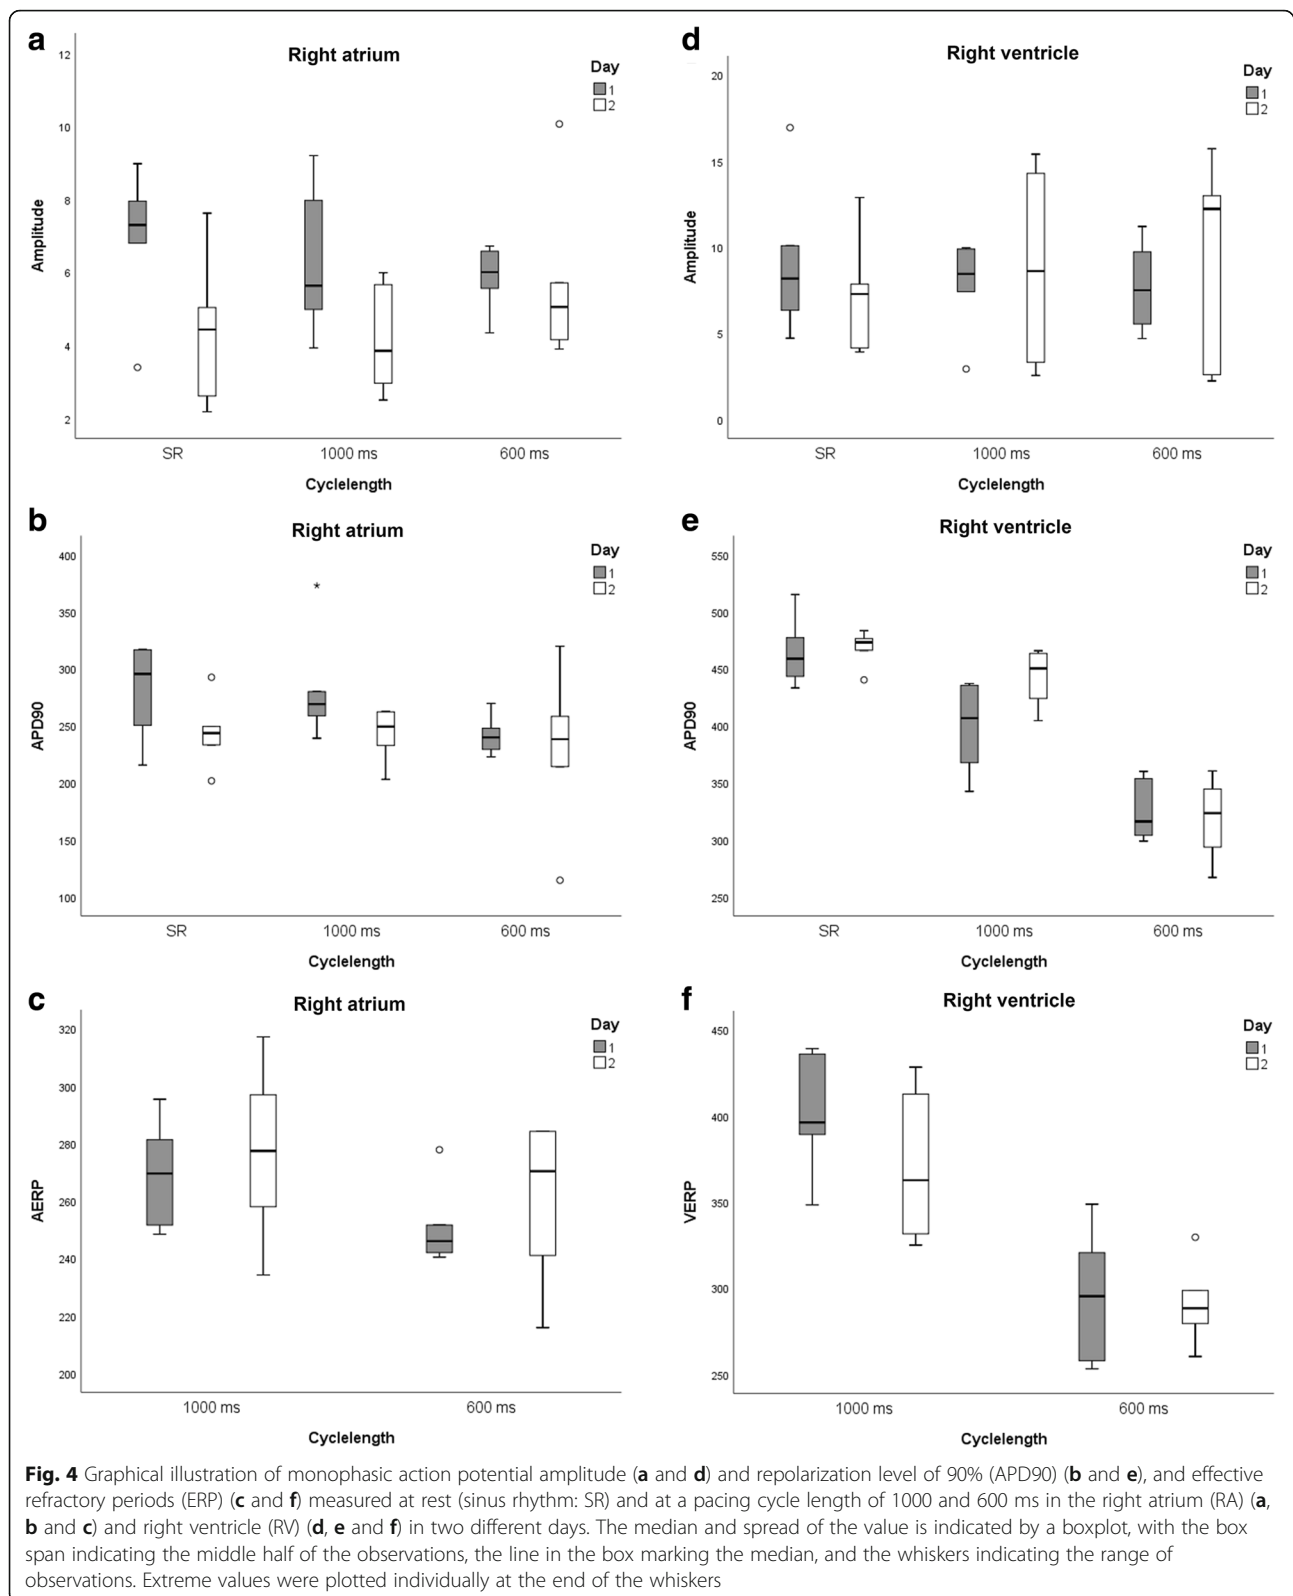 a
Right atrium
Day
1
2
12
10
8
6
4
2
Amplitude
SR
1000 ms
600 ms
Cyclelength
d
Right ventricle
Day
1
2
20
15
10
5
0
Amplitude
SR
1000 ms
600 ms
Cyclelength
b
Right atrium
Day
1
2
400
350
300
250
200
150
100
APD90
*
SR
1000 ms
600 ms
Cyclelength
e
Right ventricle
Day
1
2
550
500
450
400
350
300
250
APD90
SR
1000 ms
600 ms
Cyclelength
c
Right atrium
Day
1
2
320
300
280
260
240
220
200
AERP
1000 ms
600 ms
Cyclelength
f
Right ventricle
Day
1
2
450
400
350
300
250
VERP
1000 ms
600 ms
Cyclelength
Fig. 4 Graphical illustration of monophasic action potential amplitude (a and d) and repolarization level of 90% (APD90) (b and e), and effective
refractory periods (ERP) (c and f) measured at rest (sinus rhythm: SR) and at a pacing cycle length of 1000 and 600 ms in the right atrium (RA) (a,
b and c) and right ventricle (RV) (d, e and f) in two different days. The median and spread of the value is indicated by a boxplot, with the box
span indicating the middle half of the observations, the line in the box marking the median, and the whiskers indicating the range of
observations. Extreme values were plotted individually at the end of the whiskers